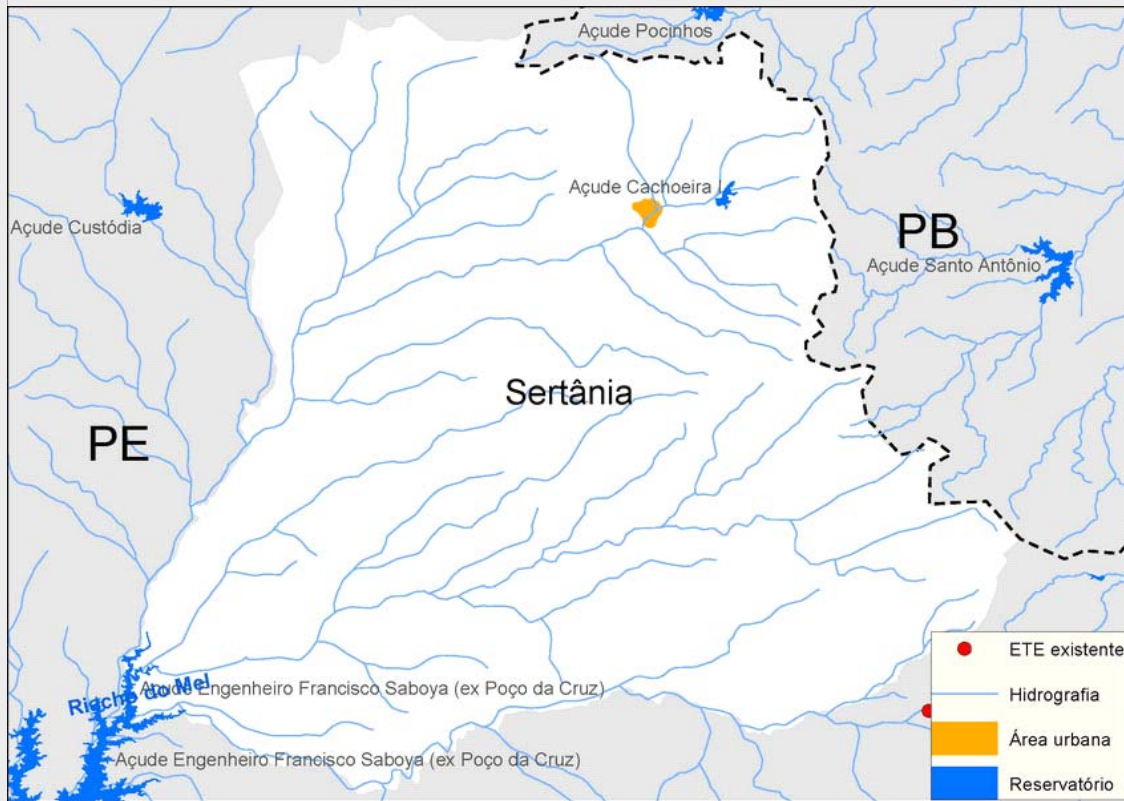 Açude Pocinhos
Açude Cachoeira I
Açude Custódia
PB
Açude Santo Antônio
Sertânia
PE
Riacho do Mel
Açude Engenheiro Francisco Saboya (ex Poço da Cruz)
Açude Engenheiro Francisco Saboya (ex Poço da Cruz)
ETE existente
Hidrografia
Área urbana
Reservatório